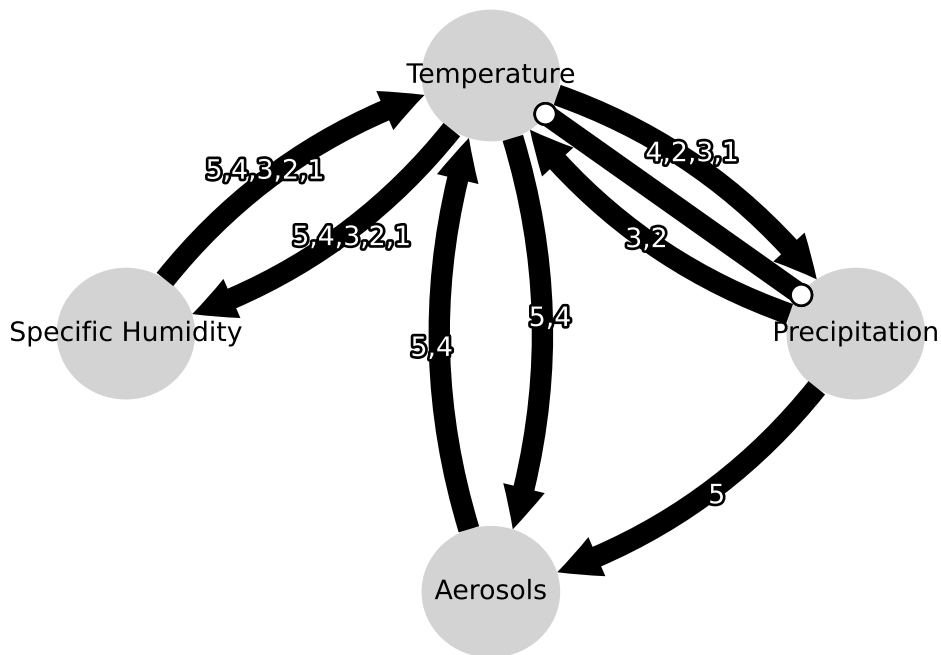 Temperature
4,2,3,1
5,4,3,2,1
5,4,3,2,1
3,2
Specific Humidity
5,4
5,4
Precipitation
5
Aerosols